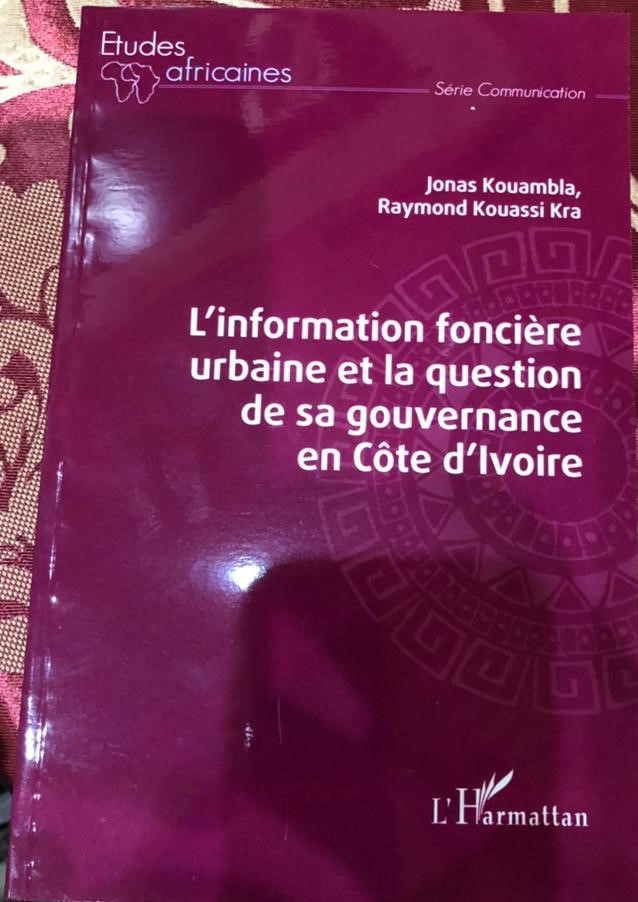 Etudes
africaines
Série Communication
Jonas Kouambla,
Raymond Kouassi Kra
L'information foncière
urbaine et la question
de sa gouvernance
en Côte d'Ivoire
L'Harmattan